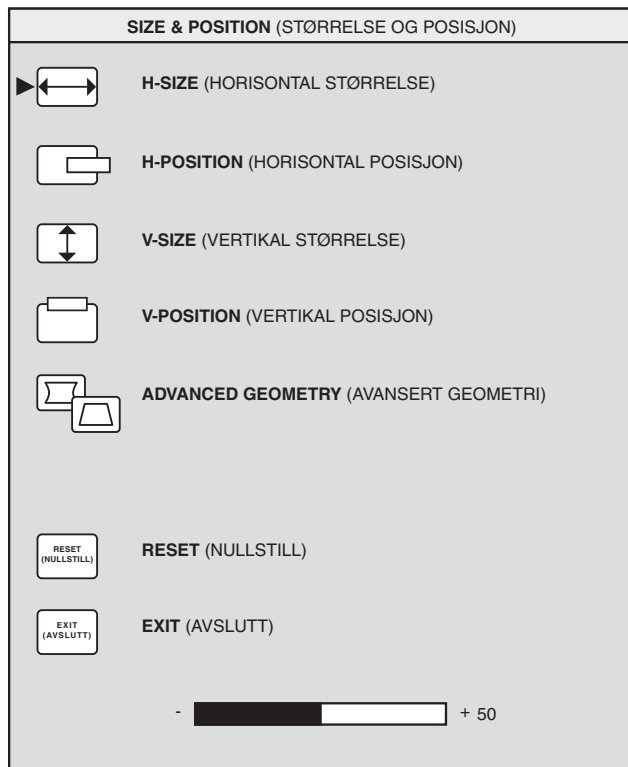 SIZE & POSITION (STØRRELSE OG POSISJON)
H-SIZE (HORISONTAL STØRRELSE)
H-POSITION (HORISONTAL POSISJON)
V-SIZE (VERTIKAL STØRRELSE)
V-POSITION (VERTIKAL POSISJON)
ADVANCED GEOMETRY (AVANSERT GEOMETRI)
RESET
(NULLSTILL)
RESET (NULLSTILL)
EXIT
(AVSLUTT)
EXIT (AVSLUTT)
- + 50